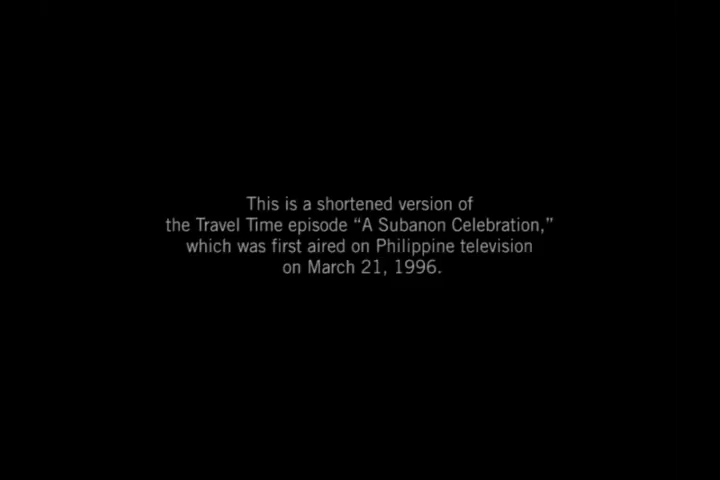 This is a shortened version of
the Travel Time episode “A Subanon Celebration,”
which was first aired on Philippine television
on March 21, 1996.